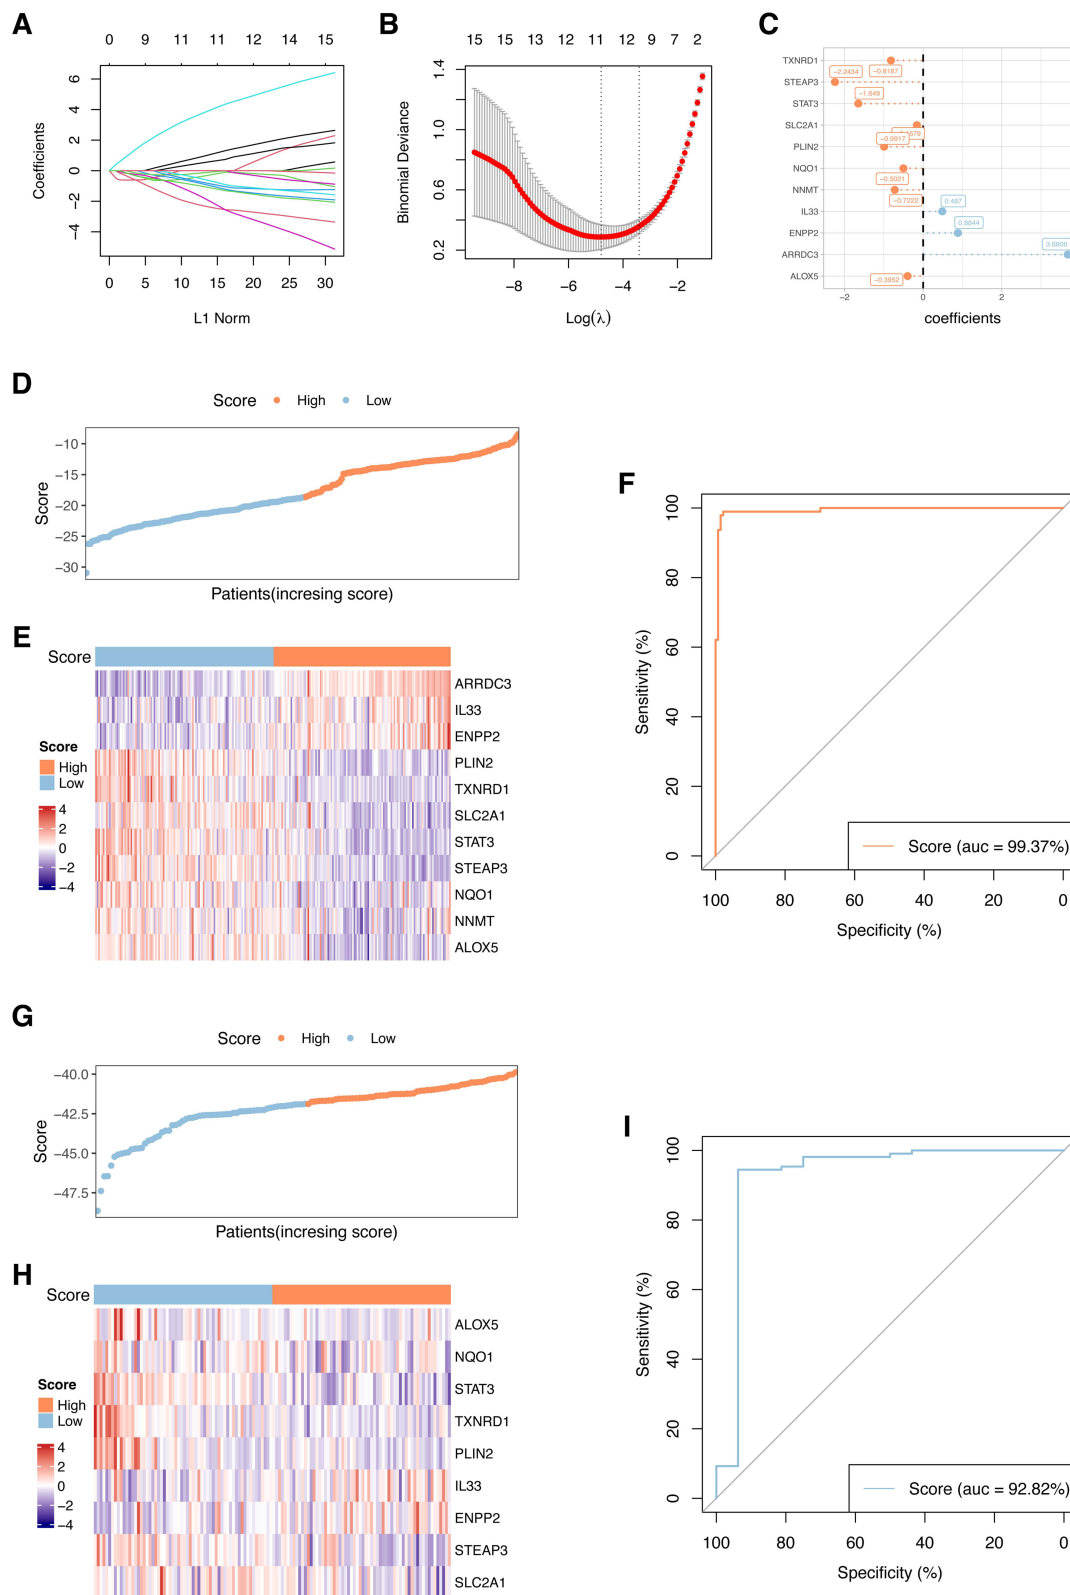 A
0 9 11 11 12 14 15
6
4
2
0
−2
−4
Coefficients
0 5 10 15 20 25 30
L1 Norm
B
15 15 13 12 11 12 9 7 2
1.4
1.0
0.6
0.2
Binomial Deviance
−8 −6 −4 −2
Log(λ)
C
TXNRD1
−0.8187
STEAP3
−2.2434
STAT3
−1.649
SLC2A1
PLIN2
−0.9917
NQO1
−0.5021
NNMT
−0.7222
IL33
0.487
ENPP2
0.8844
ARRDC3
ALOX5
−0.3952
−2 0 2
coefficients
D
Score High Low
−10
−15
−20
−25
−30
Score
Patients(incresing score)
E
Score
ARRDC3
IL33
ENPP2
PLIN2
TXNRD1
SLC2A1
STAT3
STEAP3
NQO1
NNMT
ALOX5
Score
High
Low
4
2
0
−2
−4
F
100
80
60
40
20
0
Sensitivity (%)
Score (auc = 99.37%)
100 80 60 40 20 0
Specificity (%)
G
Score High Low
−40.0
−42.5
−45.0
−47.5
Score
Patients(incresing score)
H
Score
ALOX5
NQO1
STAT3
TXNRD1
PLIN2
IL33
ENPP2
STEAP3
SLC2A1
Score
High
Low
4
2
0
−2
−4
I
100
80
60
40
20
0
Sensitivity (%)
Score (auc = 92.82%)
100 80 60 40 20 0
Specificity (%)